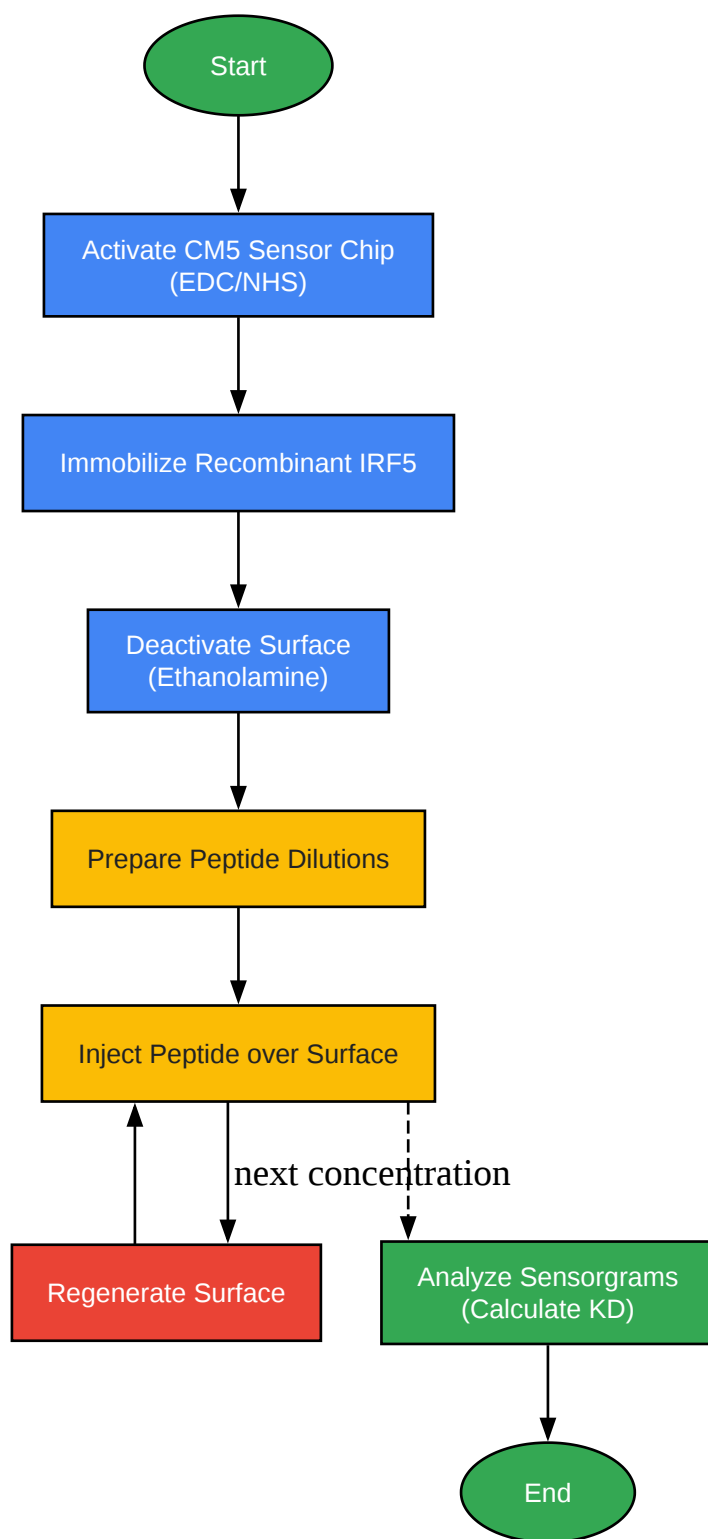 Start
Activate CM5 Sensor Chip
(EDC/NHS)
Immobilize Recombinant IRF5
Deactivate Surface
(Ethanolamine)
Prepare Peptide Dilutions
Inject Peptide over Surface
next concentration
Regenerate Surface
Analyze Sensorgrams
(Calculate KD)
End